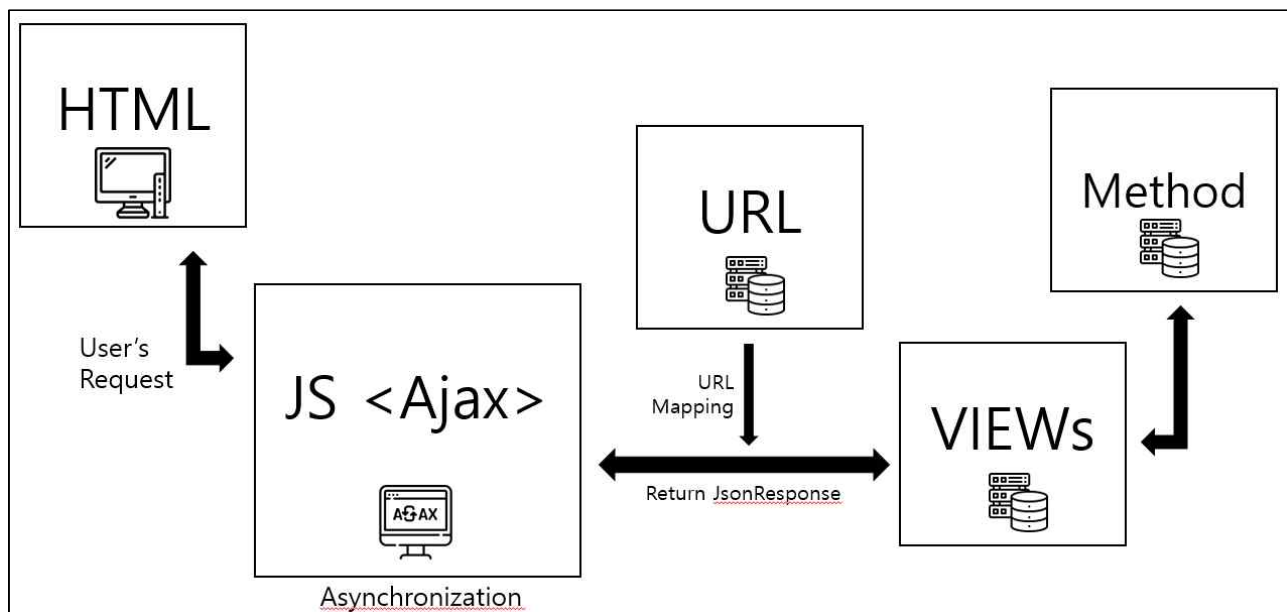 HTML
User's
Request
JS <Ajax>
AJAX
Asynchronization
URL
URL
Mapping
Return JsonResponse
VIEWs
Method